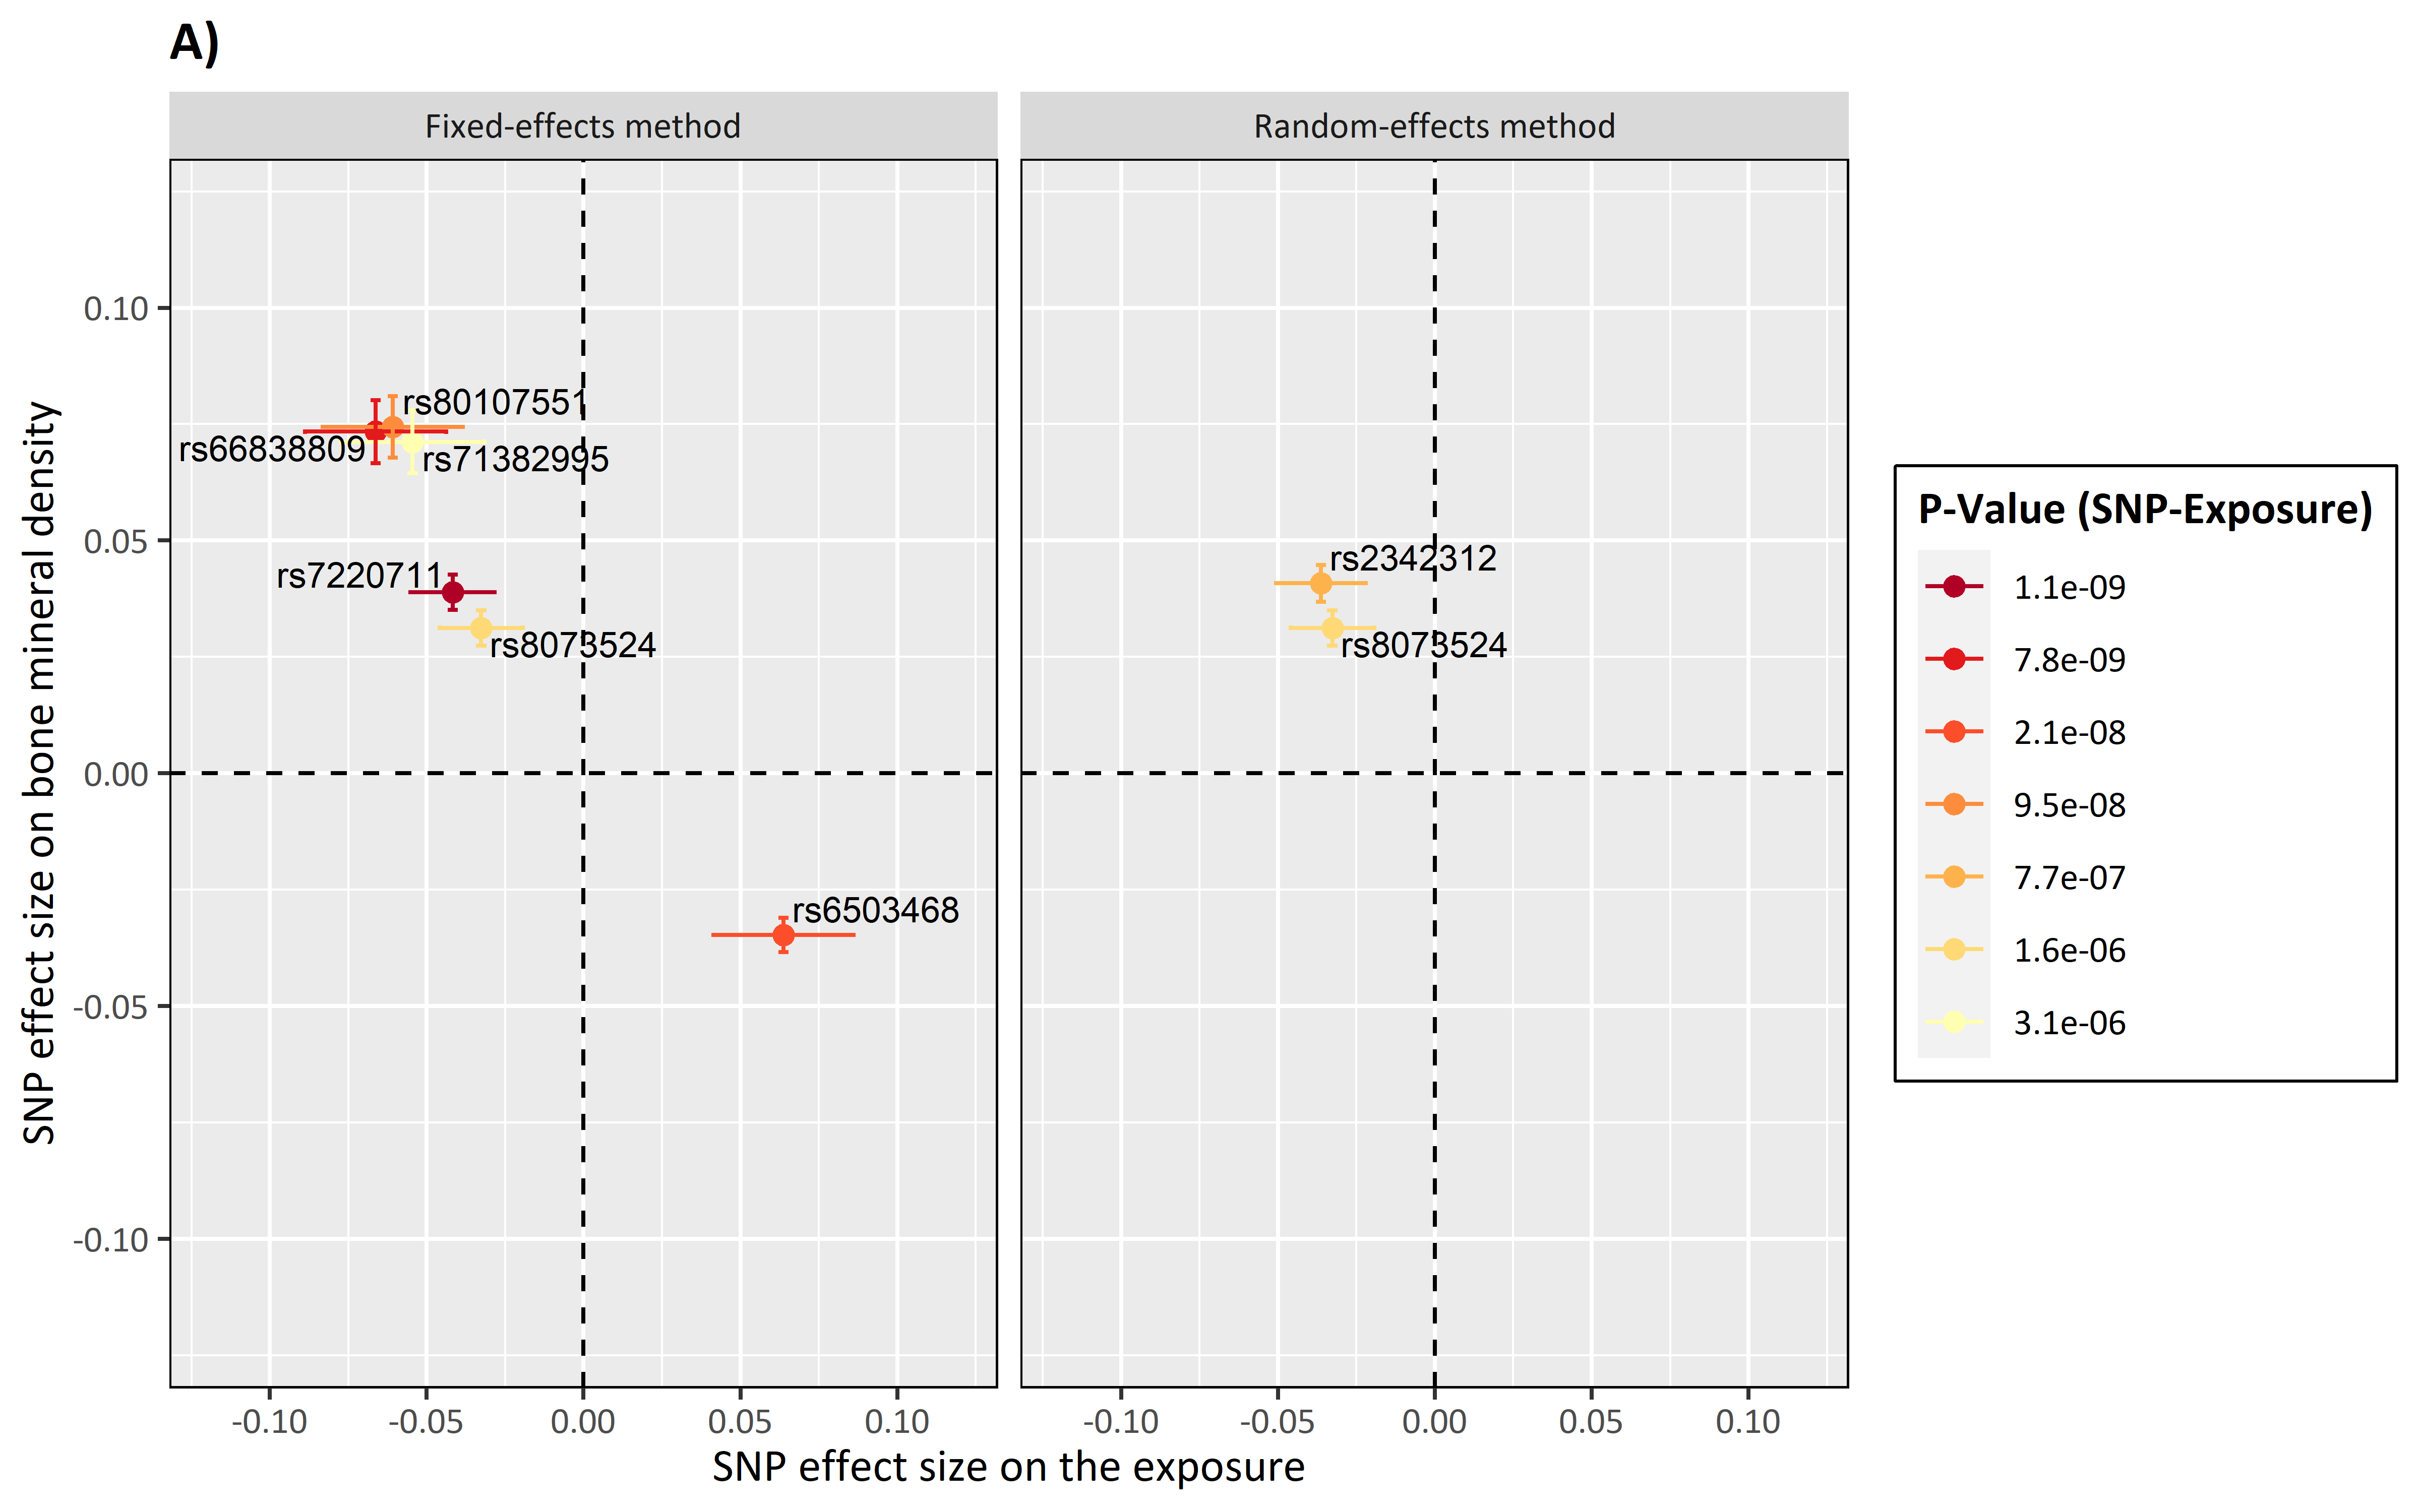 A)
Fixed-effects method
Random-effects method
SNP effect size on bone mineral density
0.10
0.05
0.00
-0.05
-0.10
rs80107551
rs66838809
rs71382995
rs7220711
rs8073524
rs6503468
rs2342312
rs8073524
-0.10 -0.05 0.00 0.05 0.10
-0.10 -0.05 0.00 0.05 0.10
SNP effect size on the exposure
P-Value (SNP-Exposure)
1.1e-09
7.8e-09
2.1e-08
9.5e-08
7.7e-07
1.6e-06
3.1e-06